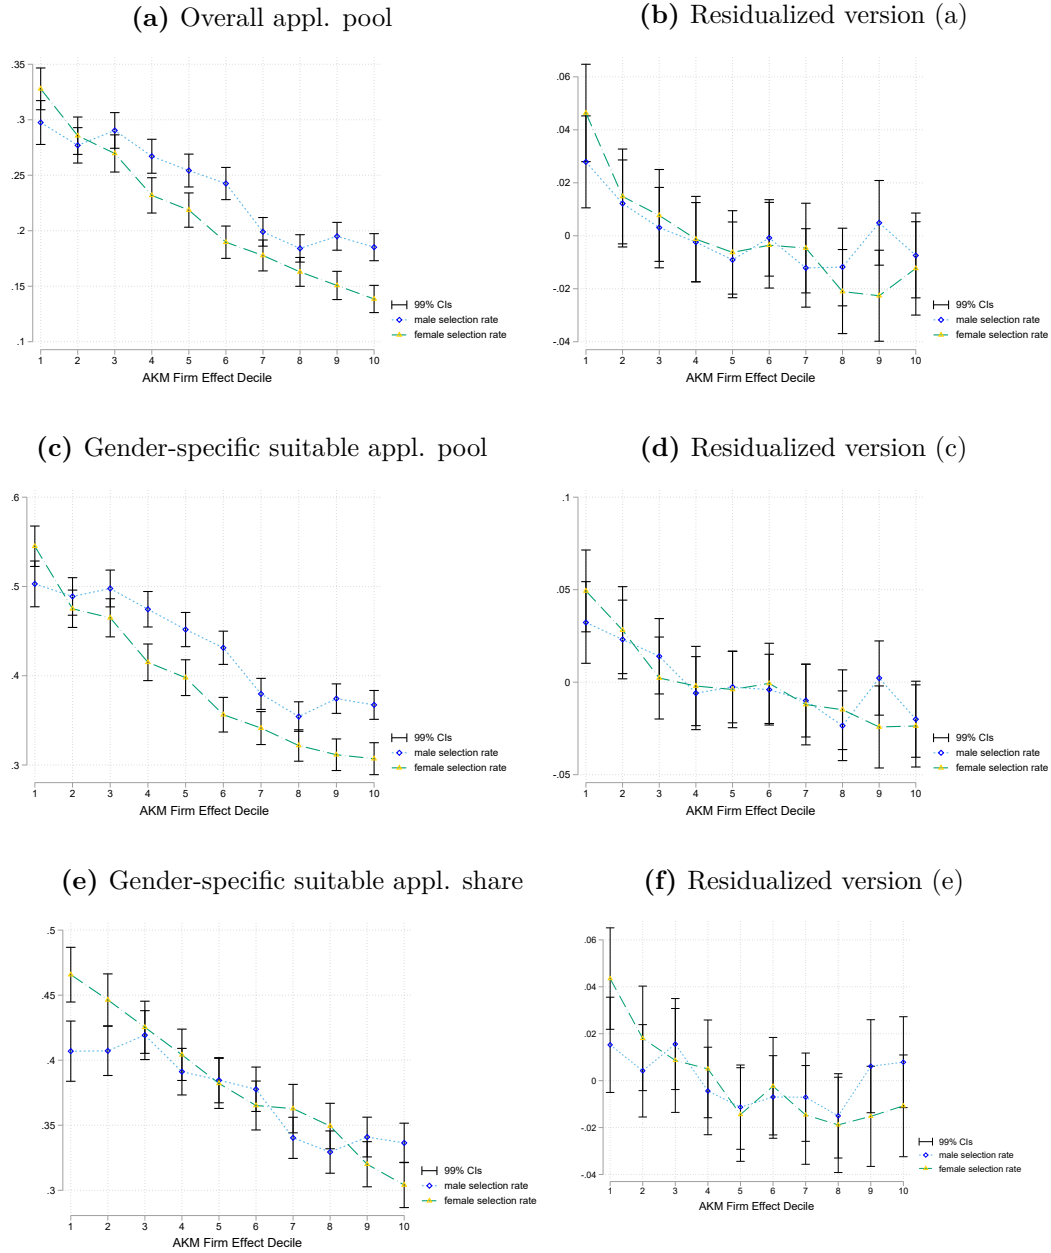 (a) Overall appl. pool
.35
.3
.25
.2
.15
.1
1 2 3 4 5 6 7 8 9 10
AKM Firm Effect Decile
99% CIs
male selection rate
female selection rate
(b) Residualized version (a)
.06
.04
.02
0
-.02
-.04
1 2 3 4 5 6 7 8 9 10
AKM Firm Effect Decile
99% CIs
male selection rate
female selection rate
(c) Gender-specific suitable appl. pool
.6
.5
.4
.3
1 2 3 4 5 6 7 8 9 10
AKM Firm Effect Decile
99% CIs
male selection rate
female selection rate
(d) Residualized version (c)
.1
.05
0
-.05
1 2 3 4 5 6 7 8 9 10
AKM Firm Effect Decile
99% CIs
male selection rate
female selection rate
(e) Gender-specific suitable appl. share
.5
.45
.4
.35
.3
1 2 3 4 5 6 7 8 9 10
AKM Firm Effect Decile
99% CIs
male selection rate
female selection rate
(f) Residualized version (e)
.06
.04
.02
0
-.02
-.04
1 2 3 4 5 6 7 8 9 10
AKM Firm Effect Decile
99% CIs
male selection rate
female selection rate